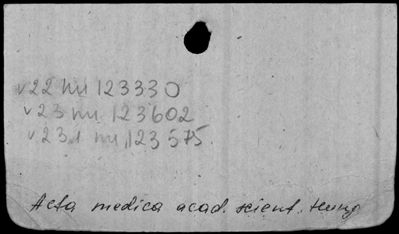 v22 nu 123330
v23 nu 123602
v23,1 nu, 123575
Acta medica acad. scient. Hung